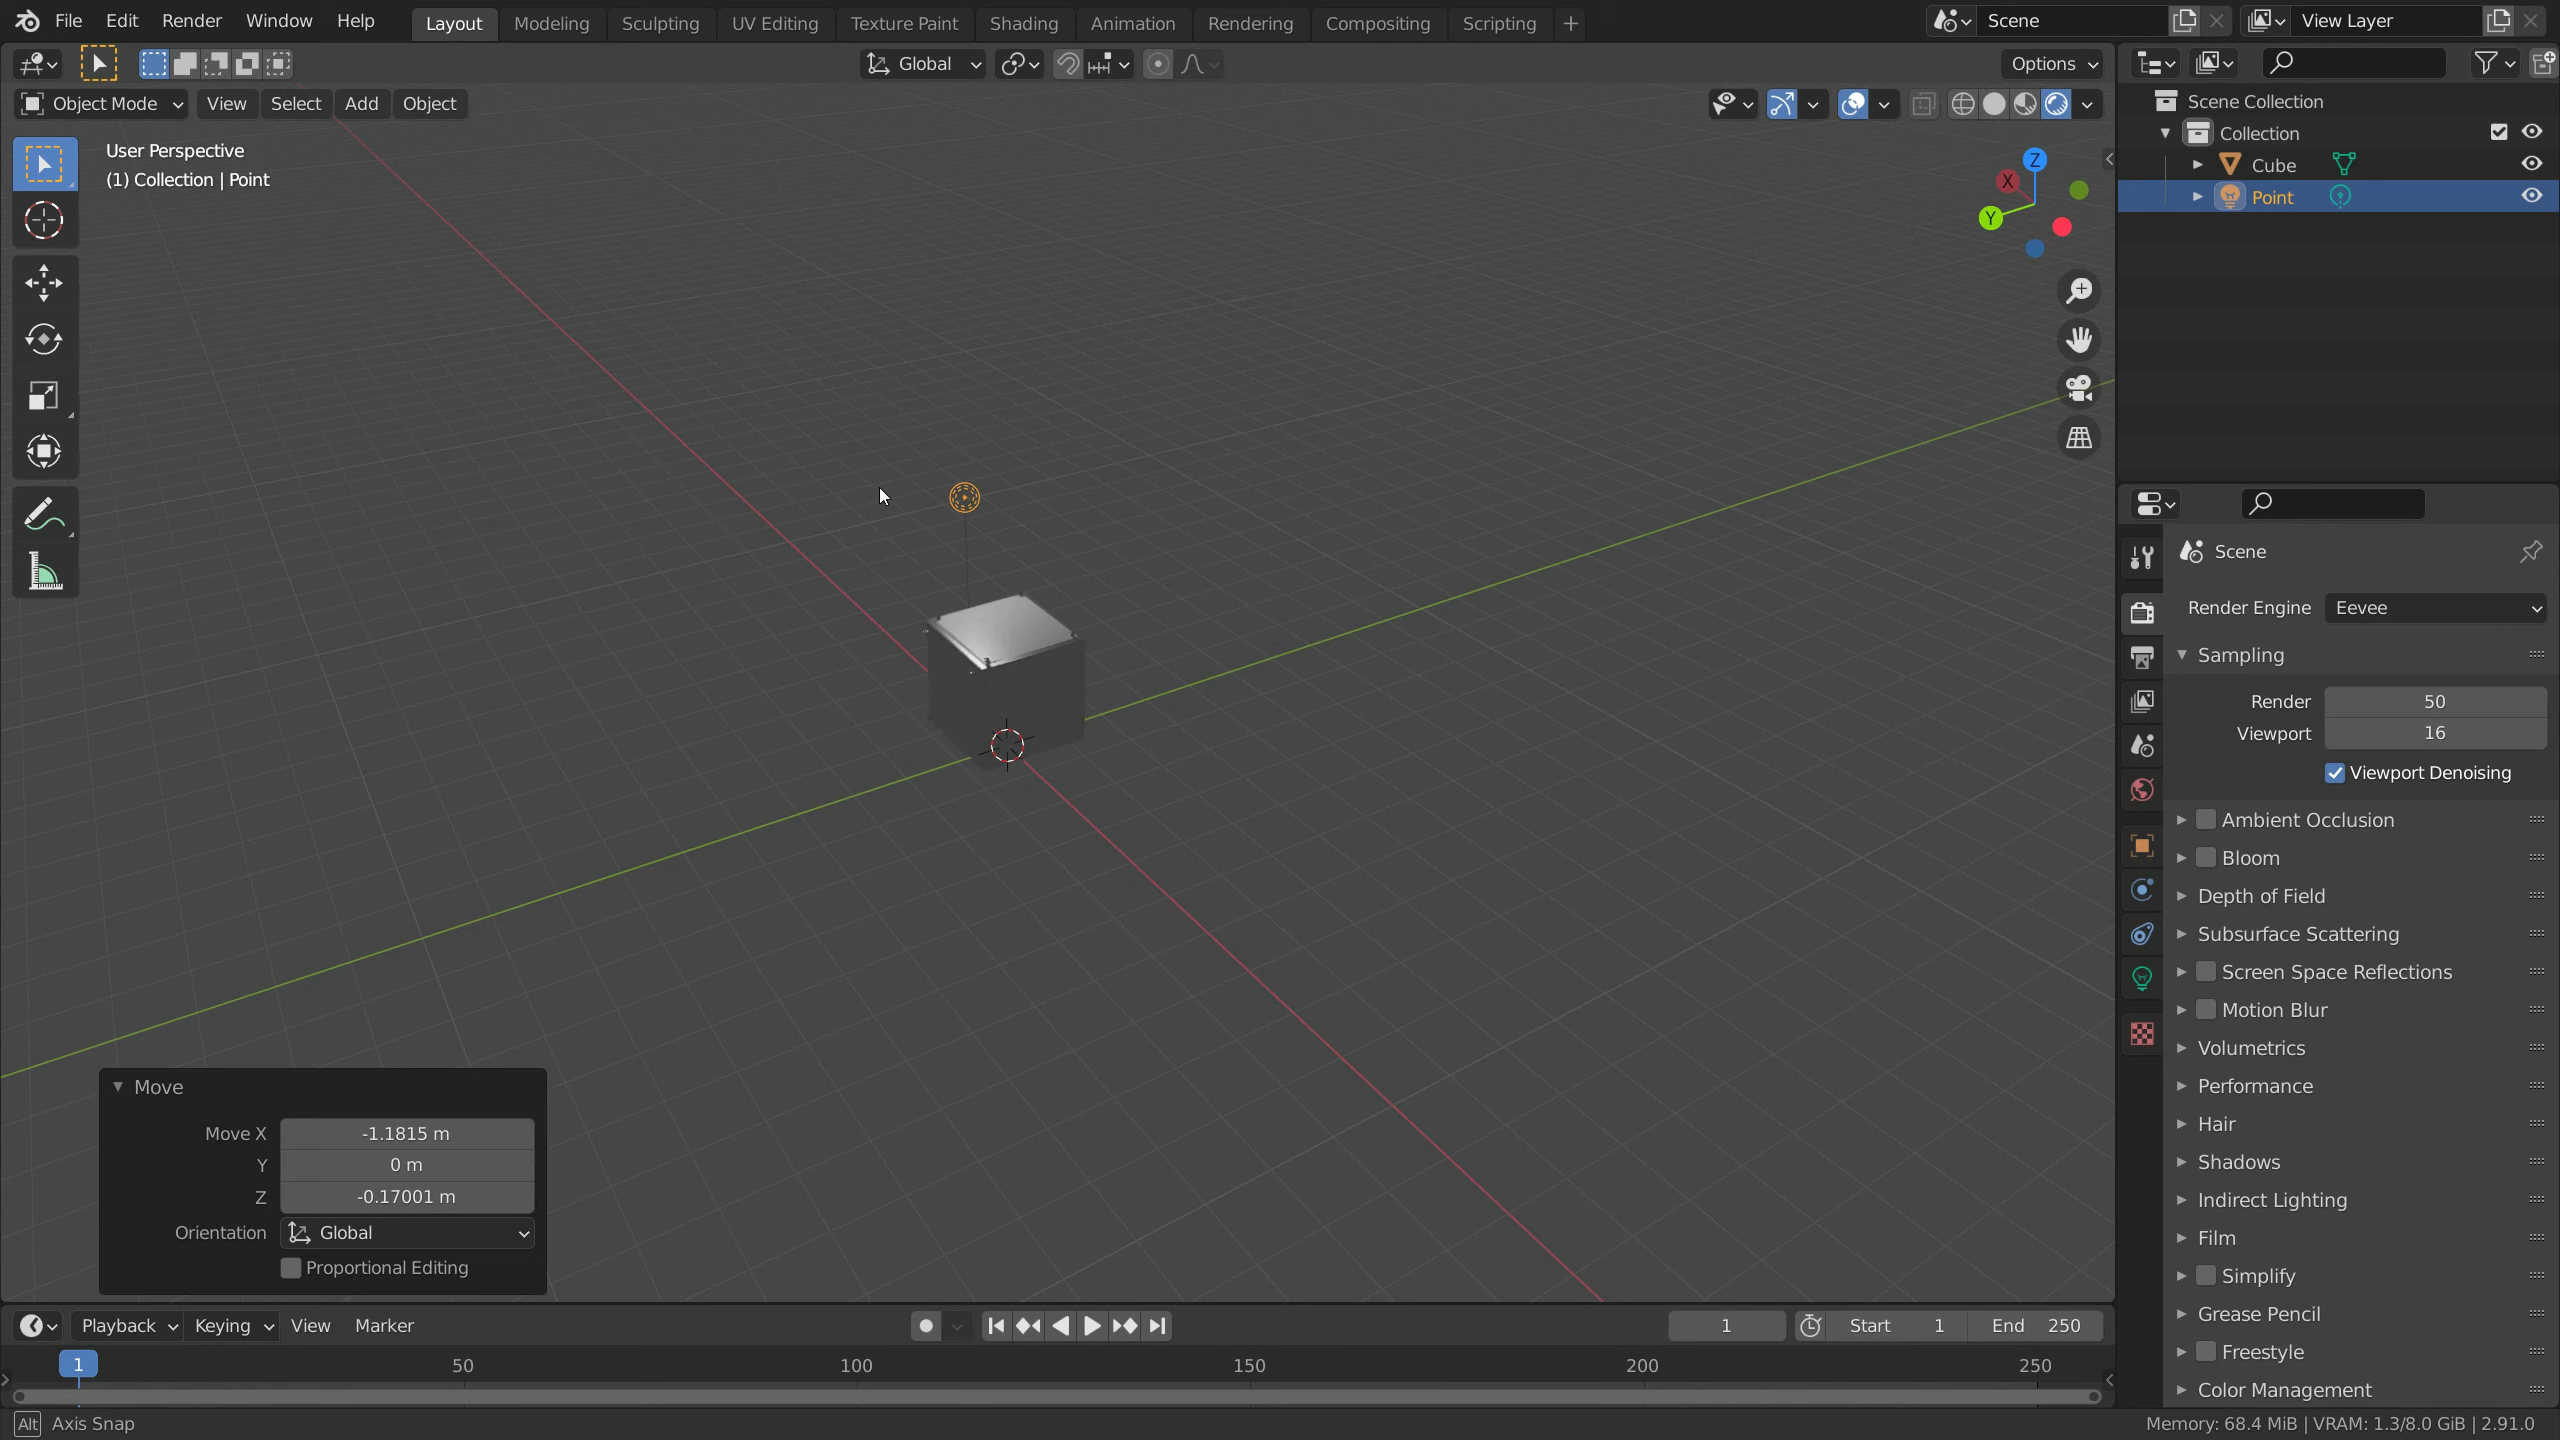 File Edit Render Window Help Layout Modeling Sculpting UV Editing Texture Paint Shading Animation Rendering Compositing Scripting + Scene View Layer
Global Options
Object Mode View Select Add Object
User Perspective
(1) Collection | Point
Z
X
Y
Scene Collection
Collection
Cube
Point
Scene
Render Engine Eevee
Sampling
Render 50
Viewport 16
Viewport Denoising
Ambient Occlusion
Bloom
Depth of Field
Subsurface Scattering
Screen Space Reflections
Motion Blur
Volumetrics
Performance
Hair
Shadows
Indirect Lighting
Film
Simplify
Grease Pencil
Freestyle
Color Management
Move
Move X -1.1815 m
Y 0 m
Z -0.17001 m
Orientation Global
Proportional Editing
Playback Keying View Marker 1 Start 1 End 250
1 50 100 150 200 250
Alt Axis Snap
Memory: 68.4 MiB | VRAM: 1.3/8.0 GiB | 2.91.0